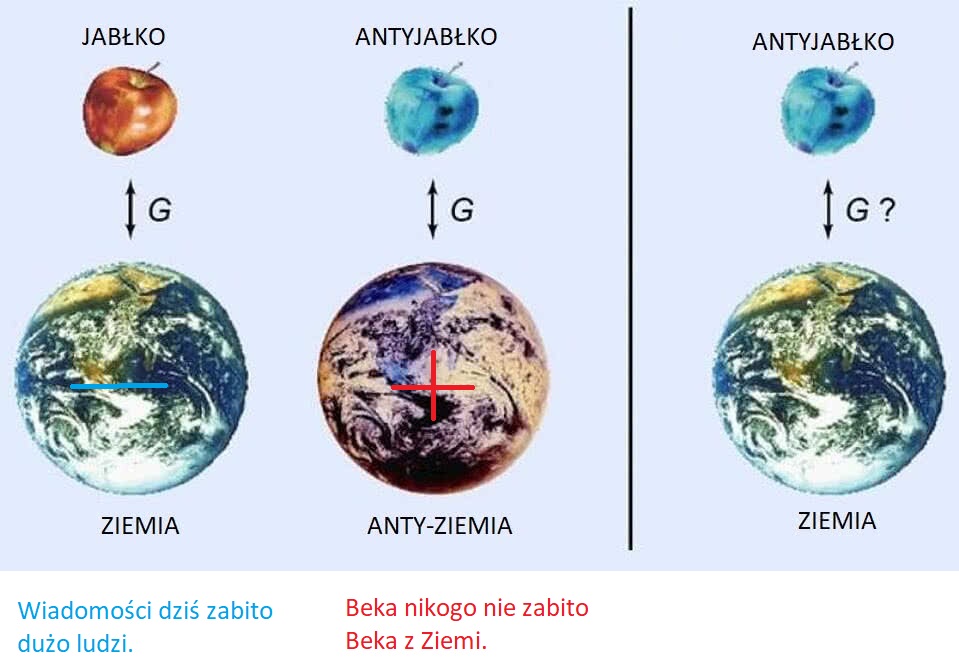 JABŁKO
ANTYJABŁKO
ANTYJABŁKO
G
G
G ?
ZIEMIA
ANTY-ZIEMIA
ZIEMIA
Wiadomości dziś zabito
dużo ludzi.
Beka nikogo nie zabito
Beka z Ziemi.